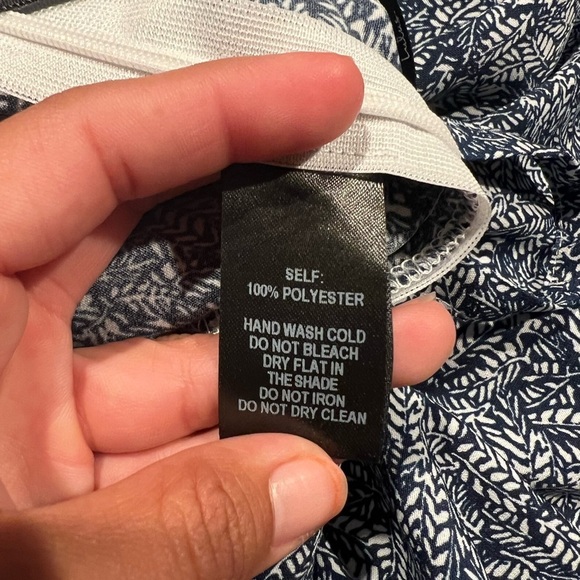 SELF:
100% POLYESTER
HAND WASH COLD
DO NOT BLEACH
DRY FLAT IN
THE SHADE
DO NOT IRON
DO NOT DRY CLEAN